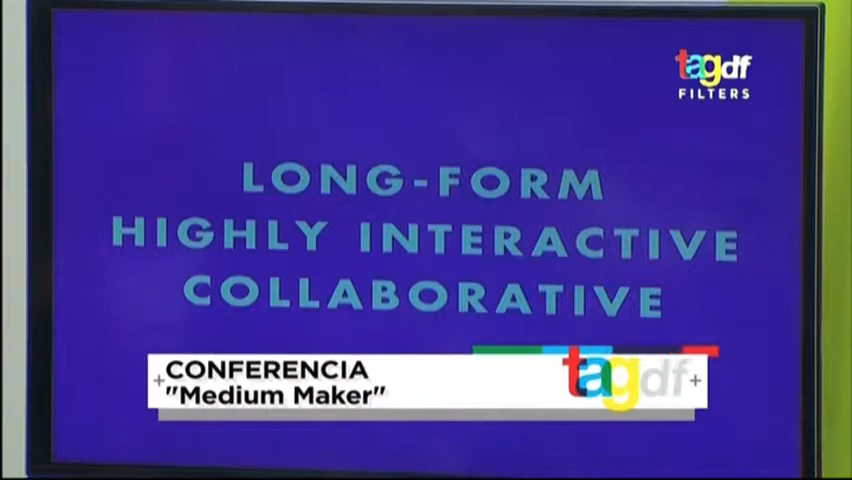 tagdf
FILTERS
LONG-FORM
HIGHLY INTERACTIVE
COLLABORATIVE
CONFERENCIA
"Medium Maker"
tagdf